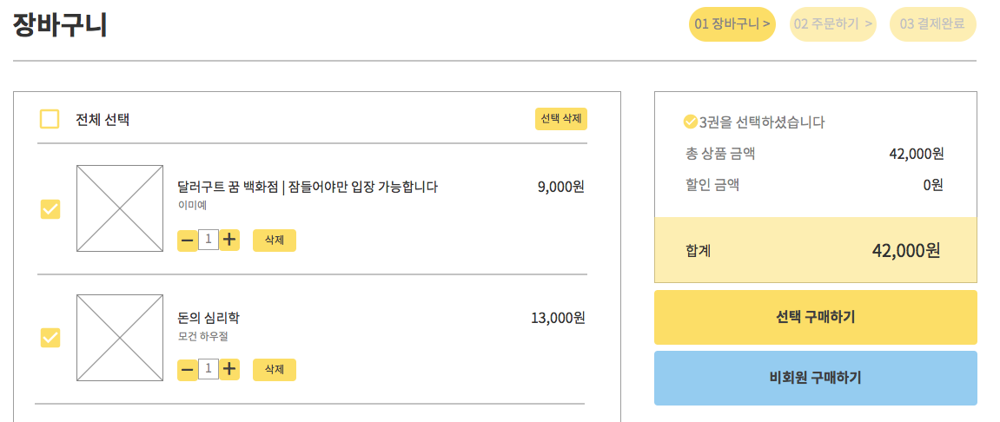 장바구니
01 장바구니 >
02 주문하기 >
03 결제완료
전체 선택
선택 삭제
달러구트 꿈 백화점 | 잠들어야만 입장 가능합니다
9,000원
이미예
1
삭제
돈의 심리학
13,000원
모건 하우절
1
삭제
3권을 선택하셨습니다
총 상품 금액
42,000원
할인 금액
0원
합계
42,000원
선택 구매하기
비회원 구매하기